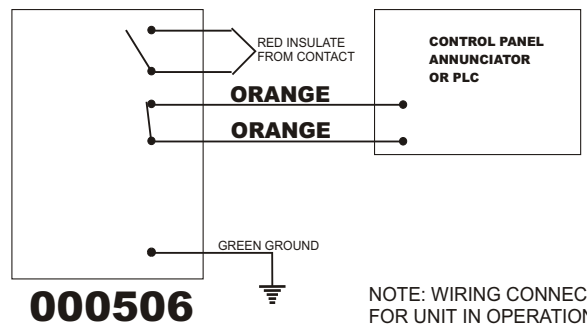 RED INSULATE
FROM CONTACT
CONTROL PANEL
ANNUNCIATOR
OR PLC
ORANGE
ORANGE
GREEN GROUND
000506
NOTE: WIRING CONNEC
FOR UNIT IN OPERATION